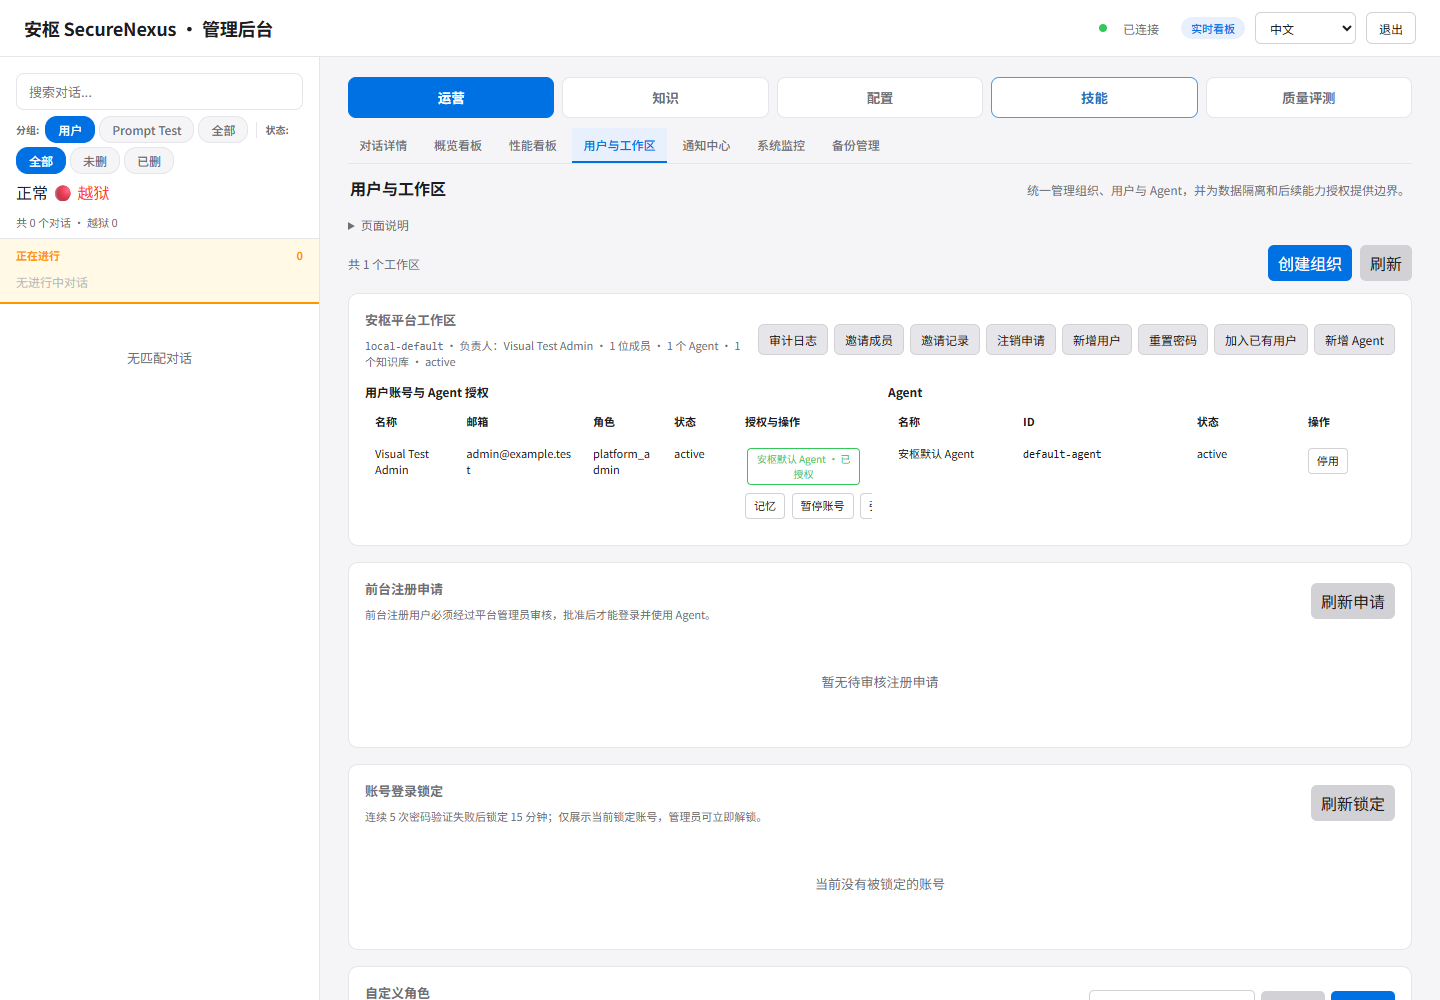 安枢 SecureNexus · 管理后台
已连接
实时看板
中文
退出
搜索对话...
分组:
用户
Prompt Test
全部
状态:
全部
未删
已删
正常
越狱
共 0 个对话 · 越狱 0
正在进行
0
无进行中对话
无匹配对话
运营
知识
配置
技能
质量评测
对话详情
概览看板
性能看板
用户与工作区
通知中心
系统监控
备份管理
用户与工作区
统一管理组织、用户与 Agent，并为数据隔离和后续能力授权提供边界。
页面说明
共 1 个工作区
创建组织
刷新
安枢平台工作区
local-default · 负责人：Visual Test Admin · 1 位成员 · 1 个 Agent · 1
个知识库 · active
审计日志
邀请成员
邀请记录
注销申请
新增用户
重置密码
加入已有用户
新增 Agent
用户账号与 Agent 授权
名称
邮箱
角色
状态
授权与操作
Visual Test
Admin
admin@example.tes
t
platform_a
dmin
active
安枢默认 Agent · 已
授权
记忆
暂停账号
Agent
名称
ID
状态
操作
安枢默认 Agent
default-agent
active
停用
前台注册申请
前台注册用户必须经过平台管理员审核，批准后才能登录并使用 Agent。
刷新申请
暂无待审核注册申请
账号登录锁定
连续 5 次密码验证失败后锁定 15 分钟；仅展示当前锁定账号，管理员可立即解锁。
刷新锁定
当前没有被锁定的账号
自定义角色